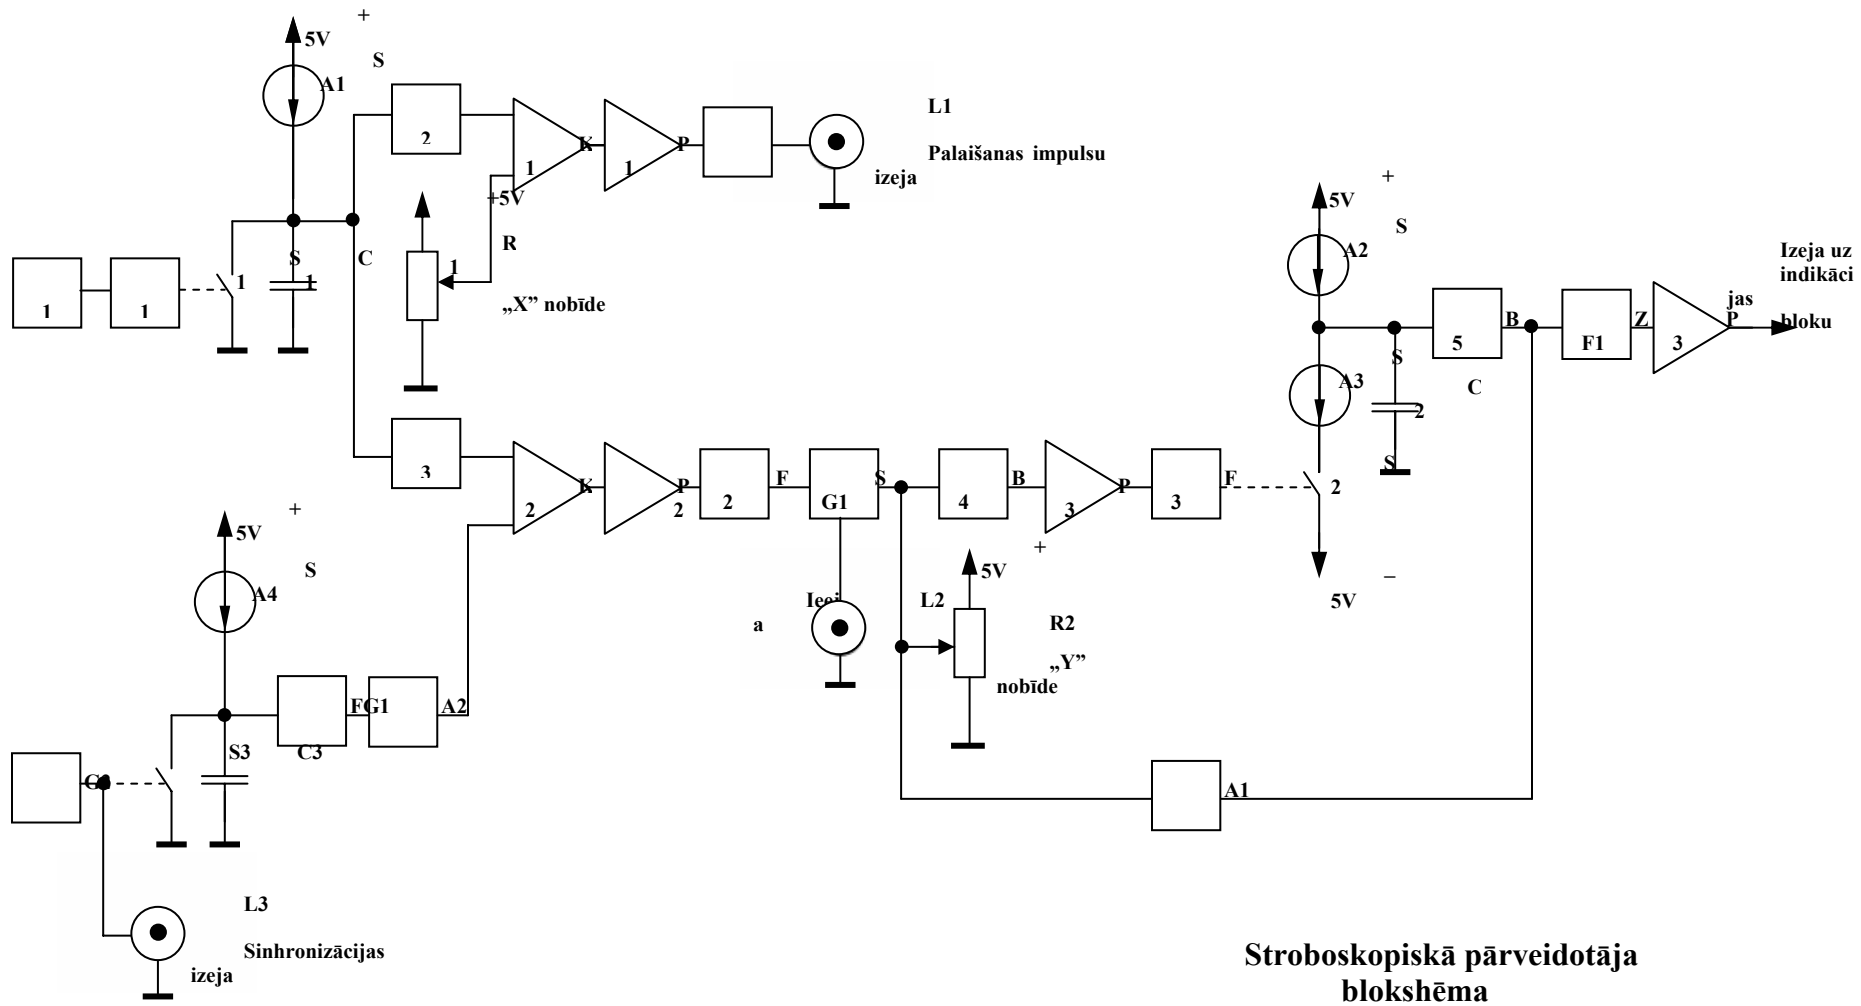 +
5V
S
A1
2
K
1
P
1
L1
Palaišanas impulsu
izeja
+5V
R
1
„X” nobīde
S
1
C
1
1
1
+
5V
S
A2
A3
S
2
S
C
5
B
F1
Z
3
P
Izeja uz
indikāci
jas
bloku
3
K
2
P
2
2
F
G1
S
4
B
3
P
3
F
2
–
5V
+
5V
S
A4
Ieej
a
L2
+
5V
R2
„Y”
nobīde
S3
C3
FG1
A2
A1
L3
Sinhronizācijas
izeja
Stroboskopiskā pārveidotāja
blokshēma